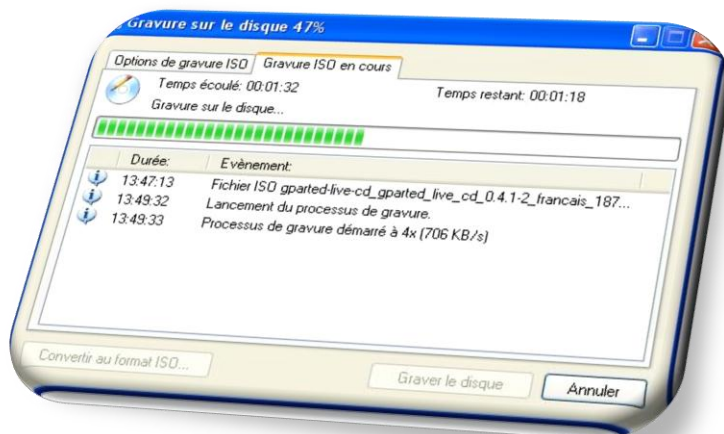 Gravure sur le disque 47%
Options de gravure ISO Gravure ISO en cours
Temps écoulé: 00:01:32 Temps restant: 00:01:18
Gravure sur le disque...
Durée: Evènement:
13:47:13 Fichier ISO gparted-live-cd_gparted_live_cd_0.4.1-2_francais_187...
13:49:32 Lancement du processus de gravure.
13:49:33 Processus de gravure démarré à 4x (706 KB/s)
Convertir au format ISO... Graver le disque Annuler